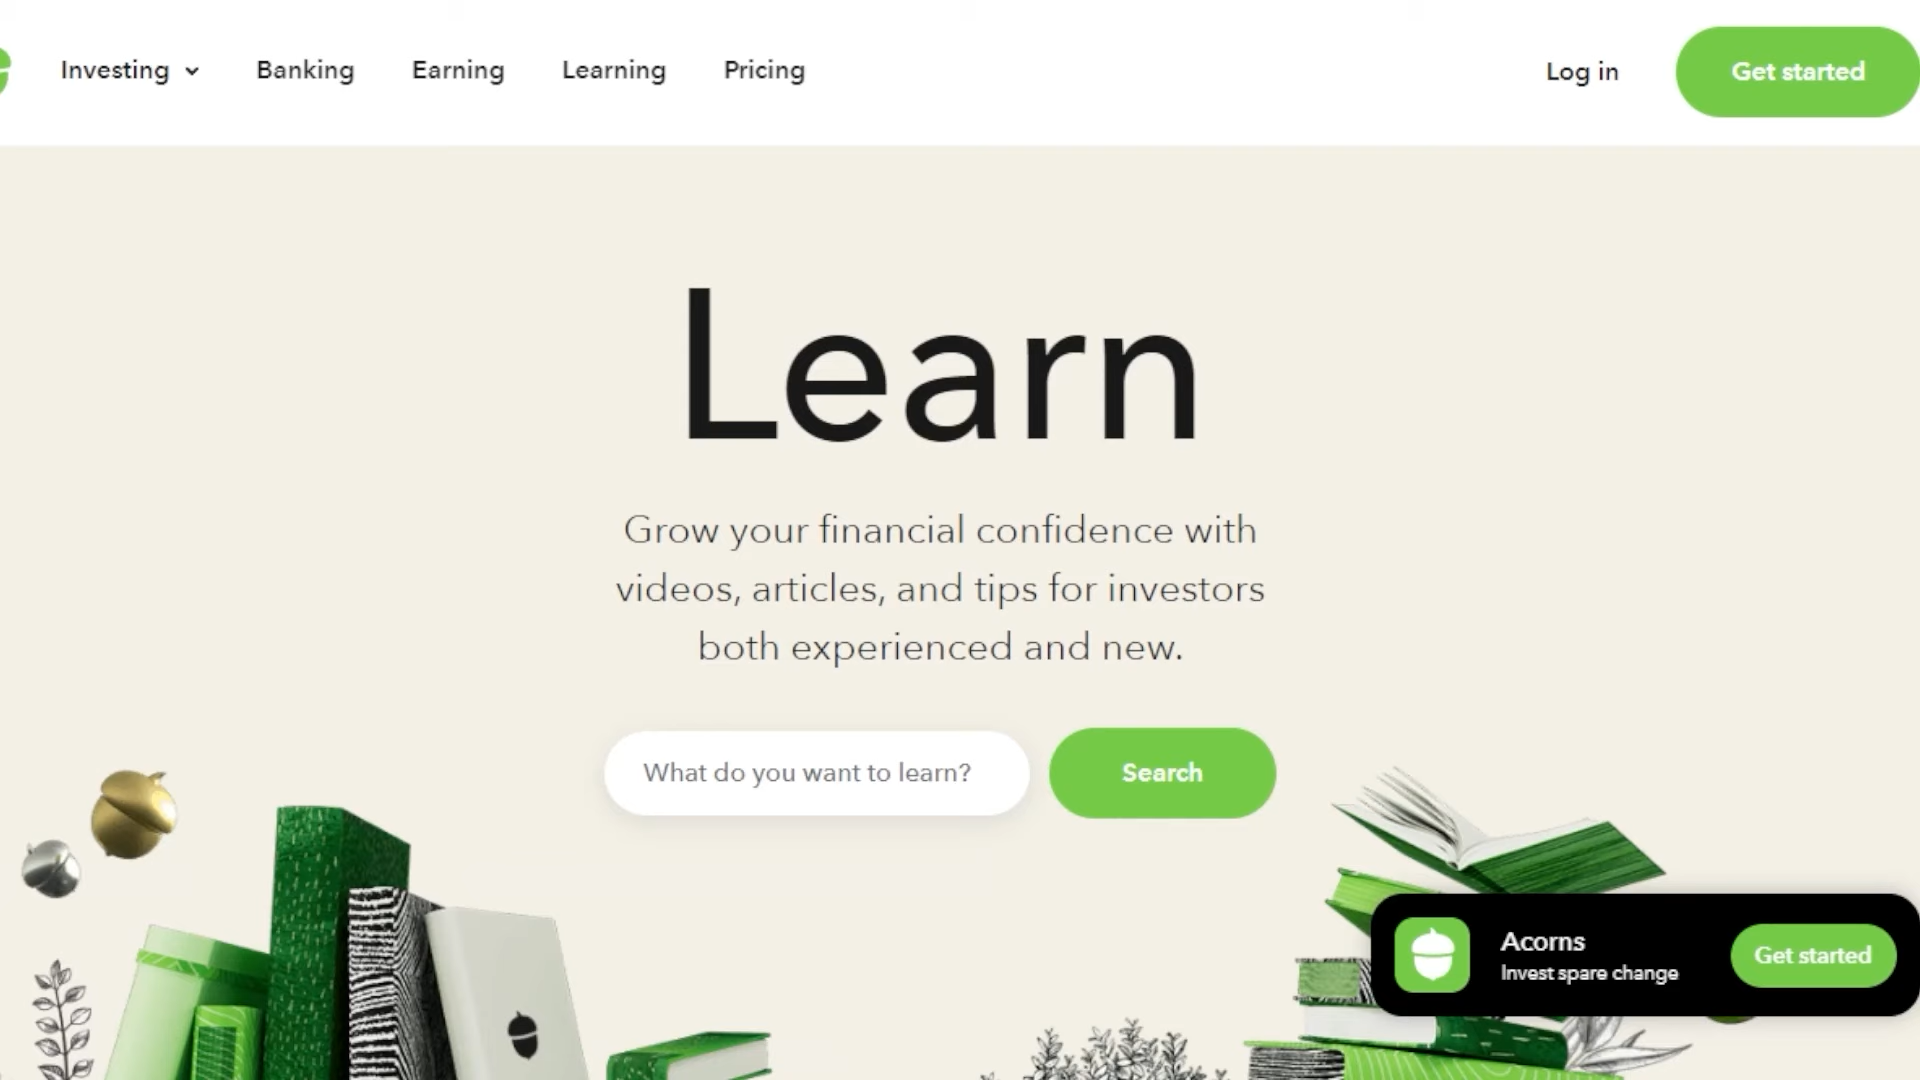 Investing
Banking
Earning
Learning
Pricing
Log in
Get started
Learn
Grow your financial confidence with
videos, articles, and tips for investors
both experienced and new.
What do you want to learn?
Search
Acorns
Invest spare change
Get started